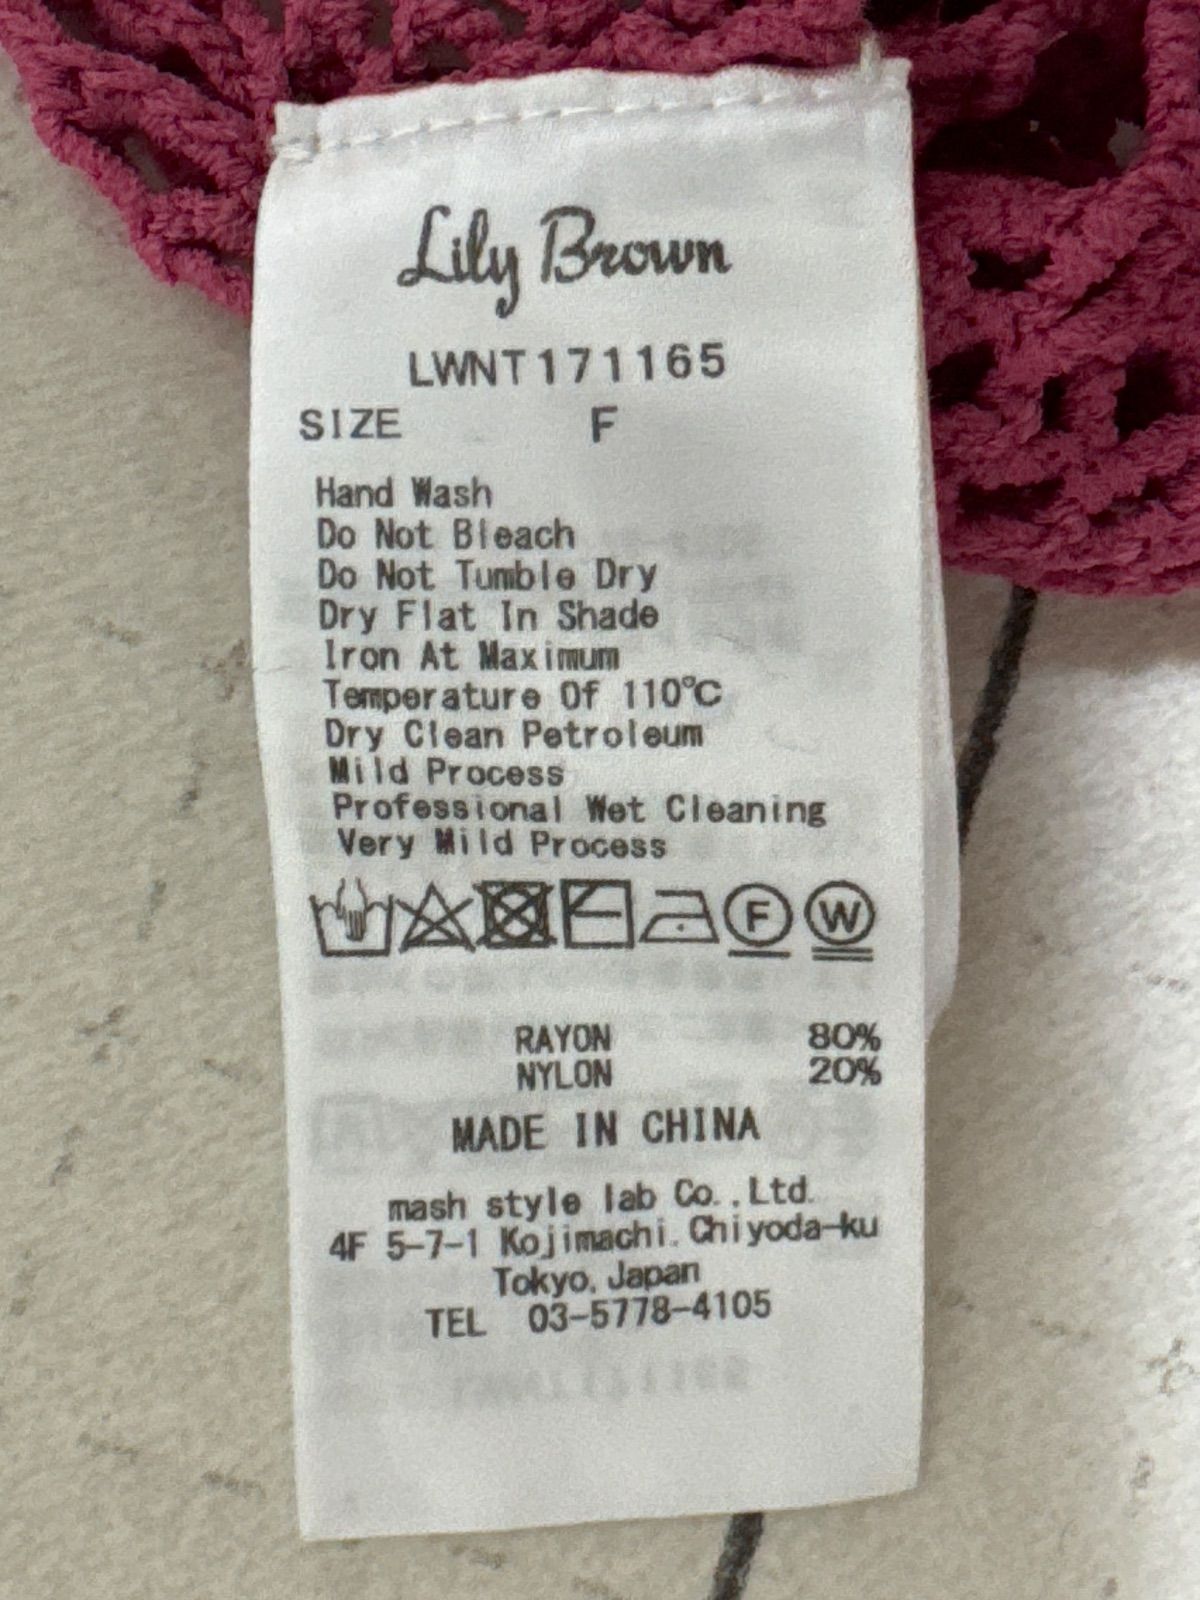 Lily Brown
LWNT171165
SIZE F
Hand Wash
Do Not Bleach
Do Not Tumble Dry
Dry Flat In Shade
Iron At Maximum
Temperature Of 110℃
Dry Clean Petroleum
Mild Process
Professional Wet Cleaning
Very Mild Process
F W
RAYON 80%
NYLON 20%
MADE IN CHINA
mash style lab Co.,Ltd.
4F 5-7-1 Kojimachi, Chiyoda-ku
Tokyo, Japan
TEL 03-5778-4105